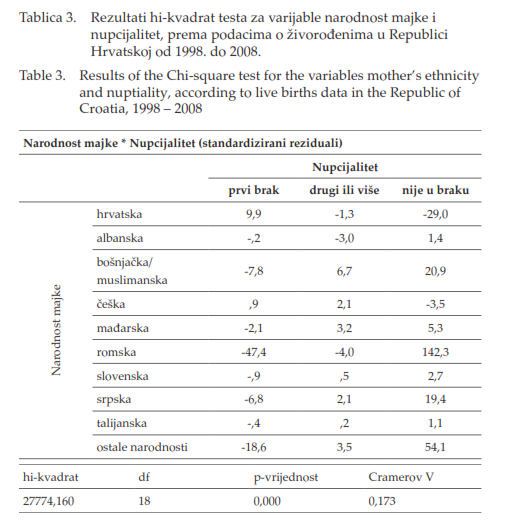 Tablica 3. Rezultati hi-kvadrat testa za varijable narodnost majke i
nupcijalitet, prema podacima o živorođenima u Republici
Hrvatskoj od 1998. do 2008.
Table 3. Results of the Chi-square test for the variables mother's ethnicity
and nuptiality, according to live births data in the Republic of
Croatia, 1998 – 2008
Narodnost majke * Nupcijalitet (standardizirani reziduali)
Nupcijalitet
prvi brak drugi ili više nije u braku
Narodnost majke
hrvatska 9,9 -1,3 -29,0
albanska -,2 -3,0 1,4
bošnjačka/
muslimanska -7,8 6,7 20,9
češka ,9 2,1 -3,5
mađarska -2,1 3,2 5,3
romska -47,4 -4,0 142,3
slovenska -,9 ,5 2,7
srpska -6,8 2,1 19,4
talijanska -,4 ,2 1,1
ostale narodnosti -18,6 3,5 54,1
hi-kvadrat df p-vrijednost Cramerov V
27774,160 18 0,000 0,173